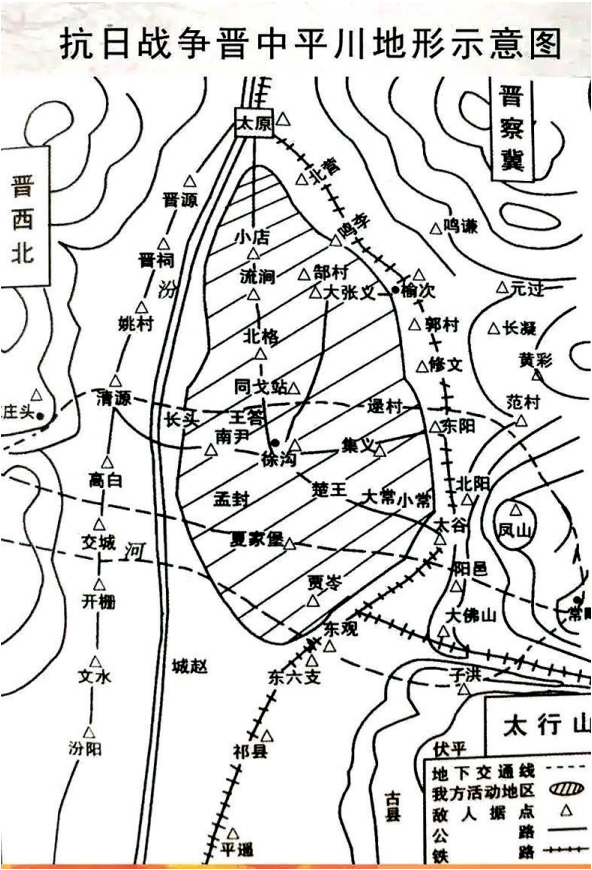 抗日战争晋中平川地形示意图
晋察冀
晋西北
太原
北营
晋源
鸣李
鸣谦
小店
晋祠
汾
流涧
郜村
大张义
榆次
元过
姚村
郭村
长凝
北格
修文
黄彩
同戈站
清源
庄头
长头
王答
逯村
范村
南尹
东阳
徐沟
集义
高白
北阳
楚王
孟封
大常
小常
太谷
凤山
交城
河
夏家堡
阳邑
开栅
贾岺
常
大佛山
东观
城赵
东六支
文水
子洪
太行山
汾阳
祁县
伏平
古县
平遥
地下交通线
我方活动地区
敌人据点
公路
铁路